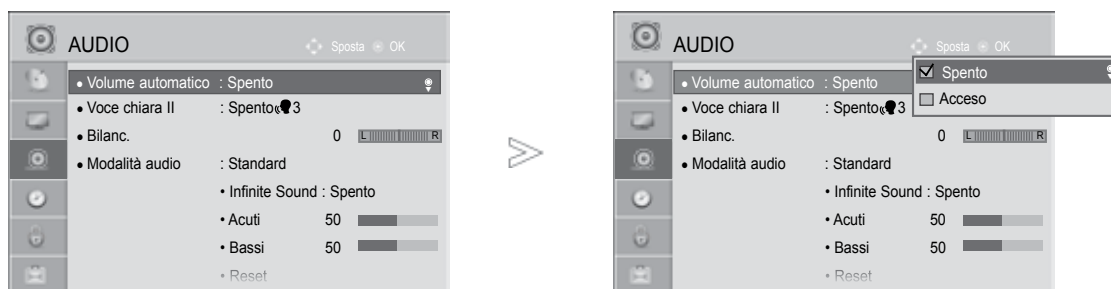 AUDIO
Sposta OK
• Volume automatico : Spento
• Voce chiara II : Spento 3
• Bilanc. 0 L R
• Modalità audio : Standard
• Infinite Sound : Spento
• Acuti 50
• Bassi 50
• Reset
AUDIO
Sposta OK
• Volume automatico : Spento
Spento
Acceso
• Voce chiara II : Spento 3
• Bilanc. 0 L R
• Modalità audio : Standard
• Infinite Sound : Spento
• Acuti 50
• Bassi 50
• Reset